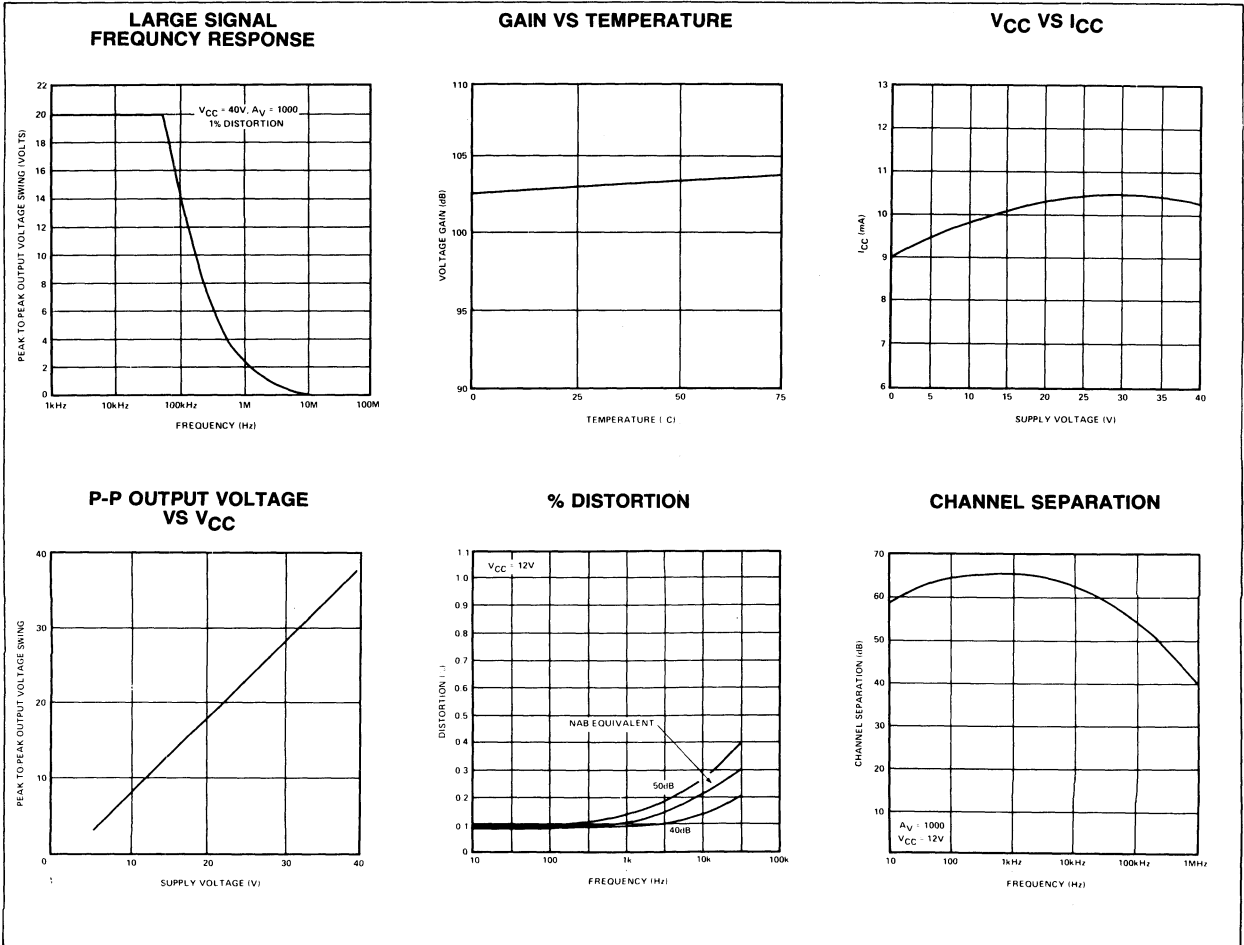 LARGE SIGNAL
FREQUNCY RESPONSE
22
20
18
16
14
12
10
8
6
4
2
0
PEAK TO PEAK OUTPUT VOLTAGE SWING (VOLTS)
VCC = 40V, AV = 1000
1% DISTORTION
1kHz 10kHz 100kHz 1M 10M 100M
FREQUENCY (Hz)
GAIN VS TEMPERATURE
110
105
100
95
90
VOLTAGE GAIN (dB)
0 25 50 75
TEMPERATURE ( C)
VCC VS ICC
13
12
11
10
9
8
7
6
ICC (mA)
0 5 10 15 20 25 30 35 40
SUPPLY VOLTAGE (V)
P-P OUTPUT VOLTAGE
VS VCC
40
30
20
10
PEAK TO PEAK OUTPUT VOLTAGE SWING
0 10 20 30 40
SUPPLY VOLTAGE (V)
% DISTORTION
1 1
1 0
0 9
0 8
0 7
0 6
0 5
0 4
0 3
0 2
0 1
0
DISTORTION
VCC = 12V
NAB EQUIVALENT
50dB
40dB
10 100 1k 10k 100k
FREQUENCY (Hz)
CHANNEL SEPARATION
70
60
50
40
30
20
10
CHANNEL SEPARATION (dB)
AV = 1000
VCC = 12V
10 100 1kHz 10kHz 100kHz 1MHz
FREQUENCY (Hz)